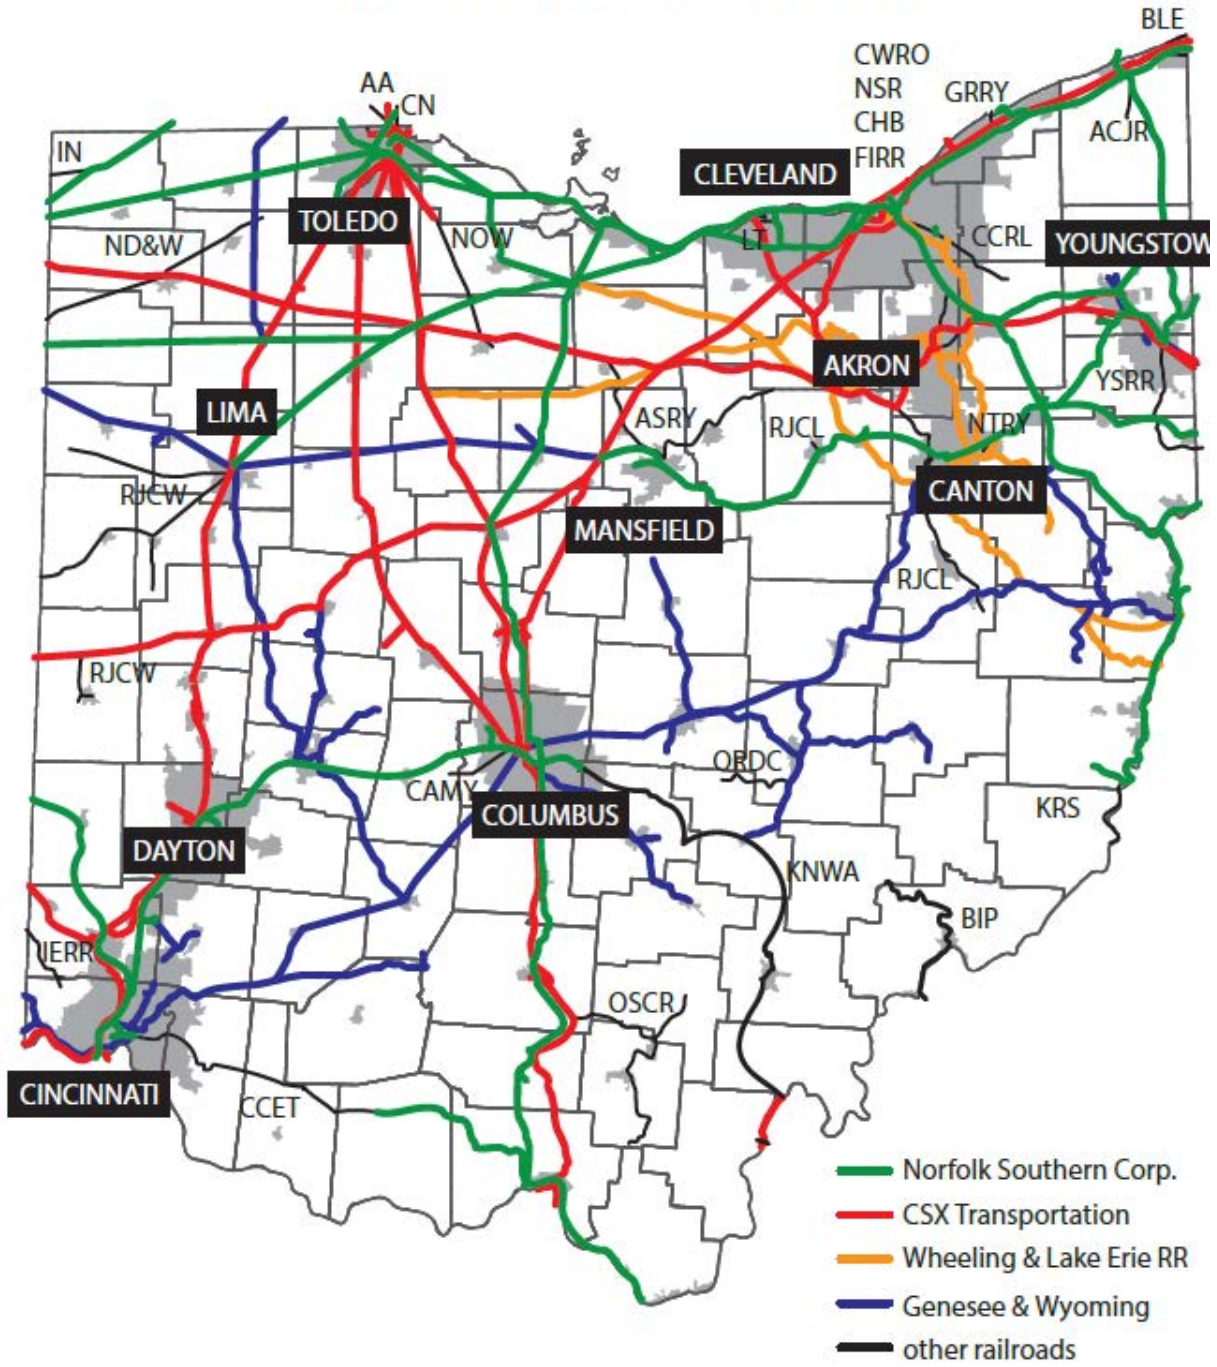 BLE
CWRO
NSR
CHB
FIRR
GRRY
ACJR
AA
CN
IN
CLEVELAND
TOLEDO
ND&W
NOW
LT
CCRL
YOUNGSTOW
AKRON
YSRR
LIMA
ASRY
RJCL
NTRY
RJCW
CANTON
MANSFIELD
RJCL
RJCW
ORDC
CAMY
COLUMBUS
KRS
DAYTON
KNWA
BIP
IERR
OSCR
CINCINNATI
CCET
Norfolk Southern Corp.
CSX Transportation
Wheeling & Lake Erie RR
Genesee & Wyoming
other railroads